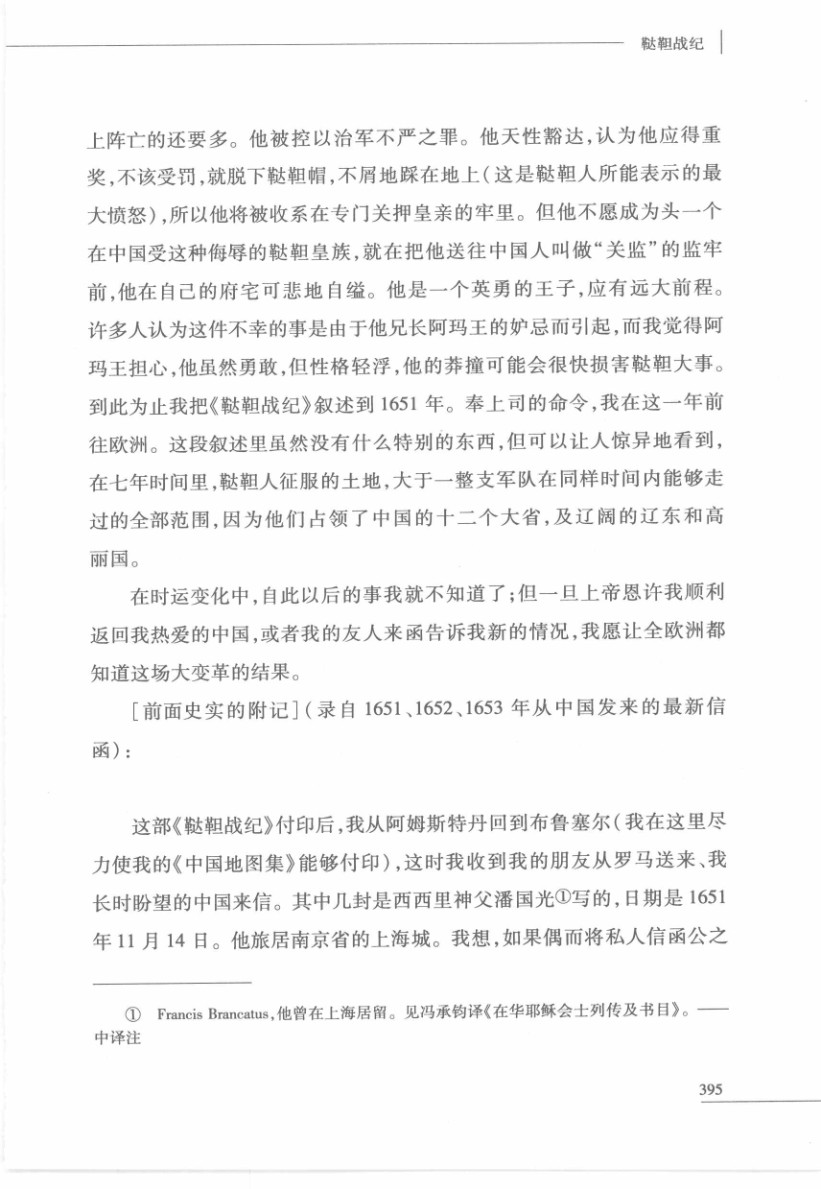 鞑靼战纪
上阵亡的还要多。他被控以治军不严之罪。他天性豁达,认为他应得重
奖,不该受罚,就脱下鞑靼帽,不屑地踩在地上(这是鞑靼人所能表示的最
大愤怒),所以他将被收系在专门关押皇亲的牢里。但他不愿成为头一个
在中国受这种侮辱的鞑靼皇族,就在把他送往中国人叫做“关监”的监牢
前,他在自己的府宅可悲地自缢。他是一个英勇的王子,应有远大前程。
许多人认为这件不幸的事是由于他兄长阿玛王的妒忌而引起,而我觉得阿
玛王担心,他虽然勇敢,但性格轻浮,他的莽撞可能会很快损害鞑靼大事。
到此为止我把《鞑靼战纪》叙述到 1651 年。奉上司的命令,我在这一年前
往欧洲。这段叙述里虽然没有什么特别的东西,但可以让人惊异地看到,
在七年时间里,鞑靼人征服的土地,大于一整支军队在同样时间内能够走
过的全部范围,因为他们占领了中国的十二个大省,及辽阔的辽东和高
丽国。
在时运变化中,自此以后的事我就不知道了;但一旦上帝恩许我顺利
返回我热爱的中国,或者我的友人来函告诉我新的情况,我愿让全欧洲都
知道这场大变革的结果。
[前面史实的附记](录自 1651、1652、1653 年从中国发来的最新信
函):
这部《鞑靼战纪》付印后,我从阿姆斯特丹回到布鲁塞尔(我在这里尽
力使我的《中国地图集》能够付印),这时我收到我的朋友从罗马送来、我
长时盼望的中国来信。其中几封是西西里神父潘国光①写的,日期是 1651
年 11 月 14 日。他旅居南京省的上海城。我想,如果偶而将私人信函公之
① Francis Brancatus,他曾在上海居留。见冯承钧译《在华耶稣会士列传及书目》。——
中译注
395